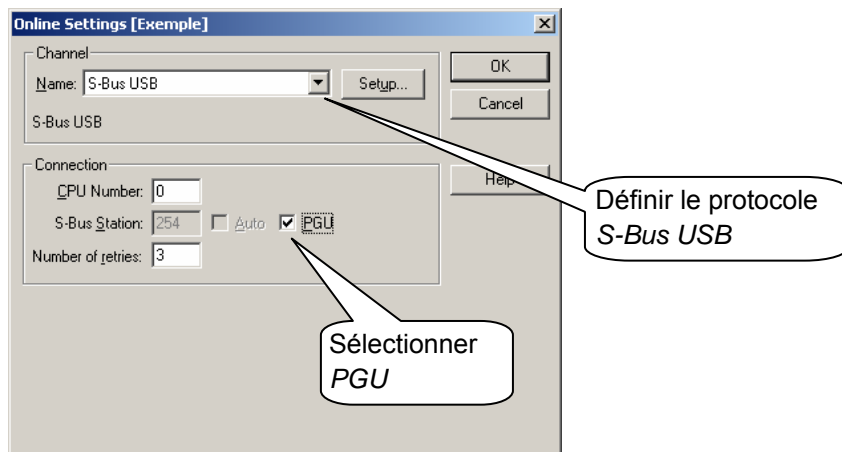 Online Settings [Exemple]
Channel
Name: S-Bus USB
Setup...
S-Bus USB
OK
Cancel
Help
Connection
CPU Number: 0
S-Bus Station: 254 Auto PGU
Number of retries: 3
Définir le protocole
S-Bus USB
Sélectionner
PGU